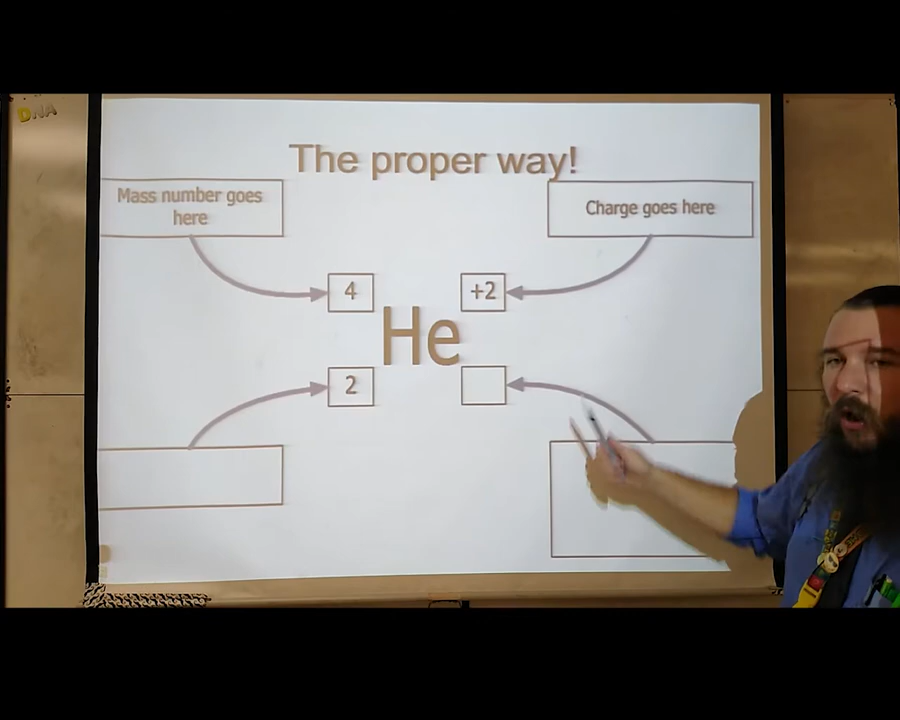 DNA
The proper way!
Mass number goes
here
Charge goes here
4
+2
He
2